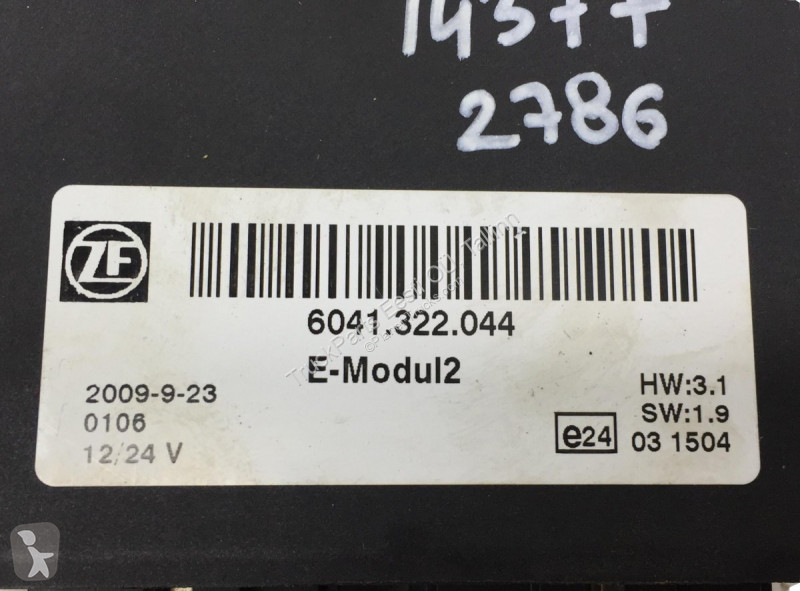 14377
2786
ZF
6041.322.044
E-Modul2
2009-9-23
0106
12/24 V
HW:3.1
SW:1.9
e24 03 1504